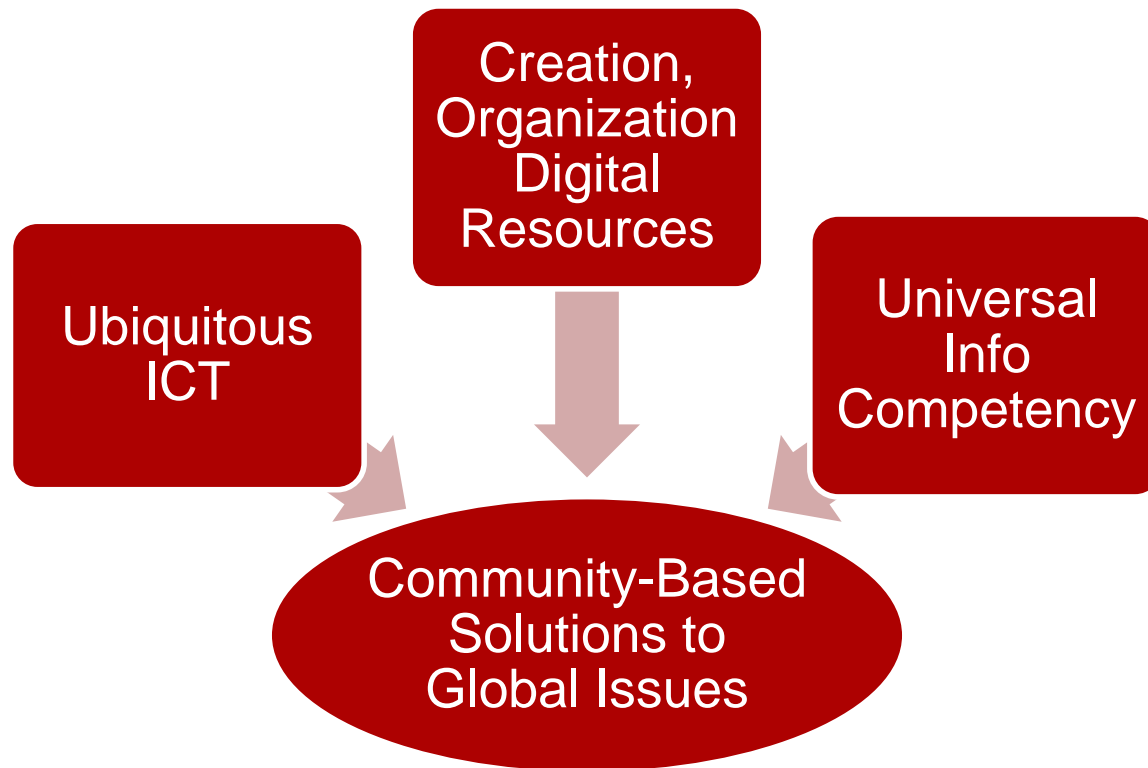 Creation,
Organization
Digital
Resources
Ubiquitous
ICT
Universal
Info
Competency
Community-Based
Solutions to
Global Issues